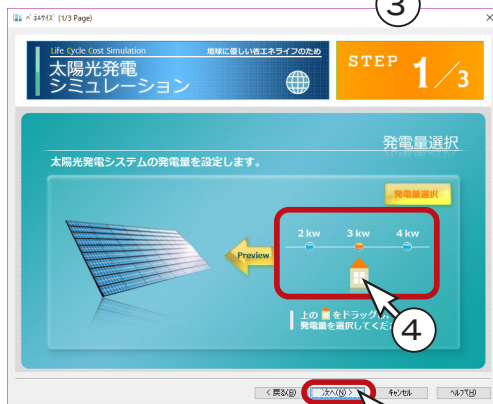 ③
ﾊﾟﾈﾙｻｲｽﾞ (1/3 Page)
Life Cycle Cost Simulation 地球に優しい省エネライフのため
太陽光発電
シミュレーション
STEP 1/3
発電量選択
太陽光発電システムの発電量を設定します。
発電量選択
2 kw 3 kw 4 kw
Preview
上の をドラッグ
発電量を選択してくだ
④
< 戻る(B) 次へ(N) > ｷｬﾝｾﾙ ﾍﾙﾌﾟ(H)